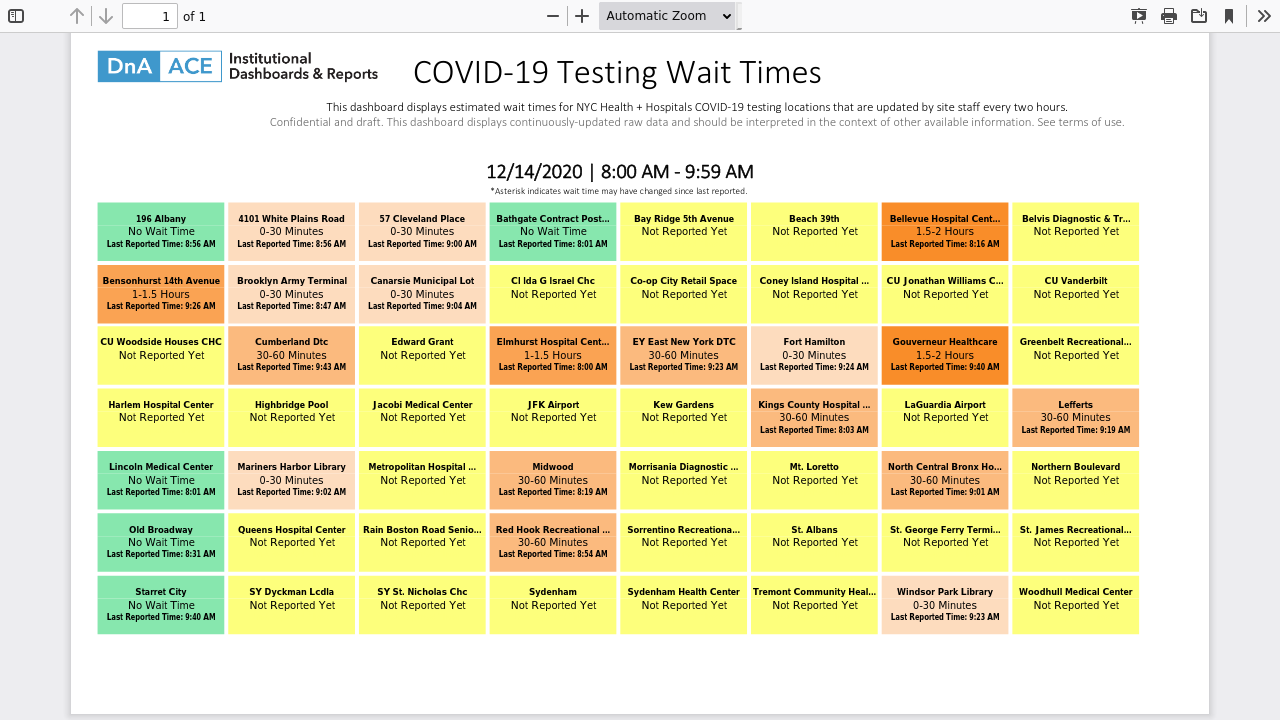 1 of 1 Automatic Zoom
DnA ACE Institutional Dashboards & Reports
COVID-19 Testing Wait Times
This dashboard displays estimated wait times for NYC Health + Hospitals COVID-19 testing locations that are updated by site staff every two hours.
Confidential and draft. This dashboard displays continuously-updated raw data and should be interpreted in the context of other available information. See terms of use.
12/14/2020 | 8:00 AM - 9:59 AM
*Asterisk indicates wait time may have changed since last reported.
196 Albany
No Wait Time
Last Reported Time: 8:56 AM
4101 White Plains Road
0-30 Minutes
Last Reported Time: 8:56 AM
57 Cleveland Place
0-30 Minutes
Last Reported Time: 9:00 AM
Bathgate Contract Post...
No Wait Time
Last Reported Time: 8:01 AM
Bay Ridge 5th Avenue
Not Reported Yet
Beach 39th
Not Reported Yet
Bellevue Hospital Cent...
1.5-2 Hours
Last Reported Time: 8:16 AM
Belvis Diagnostic & Tr...
Not Reported Yet
Bensonhurst 14th Avenue
1-1.5 Hours
Last Reported Time: 9:26 AM
Brooklyn Army Terminal
0-30 Minutes
Last Reported Time: 8:47 AM
Canarsie Municipal Lot
0-30 Minutes
Last Reported Time: 9:04 AM
Cl Ida G Israel Chc
Not Reported Yet
Co-op City Retail Space
Not Reported Yet
Coney Island Hospital ...
Not Reported Yet
CU Jonathan Williams C...
Not Reported Yet
CU Vanderbilt
Not Reported Yet
CU Woodside Houses CHC
Not Reported Yet
Cumberland Dtc
30-60 Minutes
Last Reported Time: 9:43 AM
Edward Grant
Not Reported Yet
Elmhurst Hospital Cent...
1-1.5 Hours
Last Reported Time: 8:00 AM
EY East New York DTC
30-60 Minutes
Last Reported Time: 9:23 AM
Fort Hamilton
0-30 Minutes
Last Reported Time: 9:24 AM
Gouverneur Healthcare
1.5-2 Hours
Last Reported Time: 9:40 AM
Greenbelt Recreational...
Not Reported Yet
Harlem Hospital Center
Not Reported Yet
Highbridge Pool
Not Reported Yet
Jacobi Medical Center
Not Reported Yet
JFK Airport
Not Reported Yet
Kew Gardens
Not Reported Yet
Kings County Hospital ...
30-60 Minutes
Last Reported Time: 8:03 AM
LaGuardia Airport
Not Reported Yet
Lefferts
30-60 Minutes
Last Reported Time: 9:19 AM
Lincoln Medical Center
No Wait Time
Last Reported Time: 8:01 AM
Mariners Harbor Library
0-30 Minutes
Last Reported Time: 9:02 AM
Metropolitan Hospital ...
Not Reported Yet
Midwood
30-60 Minutes
Last Reported Time: 8:19 AM
Morrisania Diagnostic ...
Not Reported Yet
Mt. Loretto
Not Reported Yet
North Central Bronx Ho...
30-60 Minutes
Last Reported Time: 9:01 AM
Northern Boulevard
Not Reported Yet
Old Broadway
No Wait Time
Last Reported Time: 8:31 AM
Queens Hospital Center
Not Reported Yet
Rain Boston Road Senio...
Not Reported Yet
Red Hook Recreational ...
30-60 Minutes
Last Reported Time: 8:54 AM
Sorrentino Recreationa...
Not Reported Yet
St. Albans
Not Reported Yet
St. George Ferry Termi...
Not Reported Yet
St. James Recreational...
Not Reported Yet
Starret City
No Wait Time
Last Reported Time: 9:40 AM
SY Dyckman Lcdla
Not Reported Yet
SY St. Nicholas Chc
Not Reported Yet
Sydenham
Not Reported Yet
Sydenham Health Center
Not Reported Yet
Tremont Community Heal...
Not Reported Yet
Windsor Park Library
0-30 Minutes
Last Reported Time: 9:23 AM
Woodhull Medical Center
Not Reported Yet